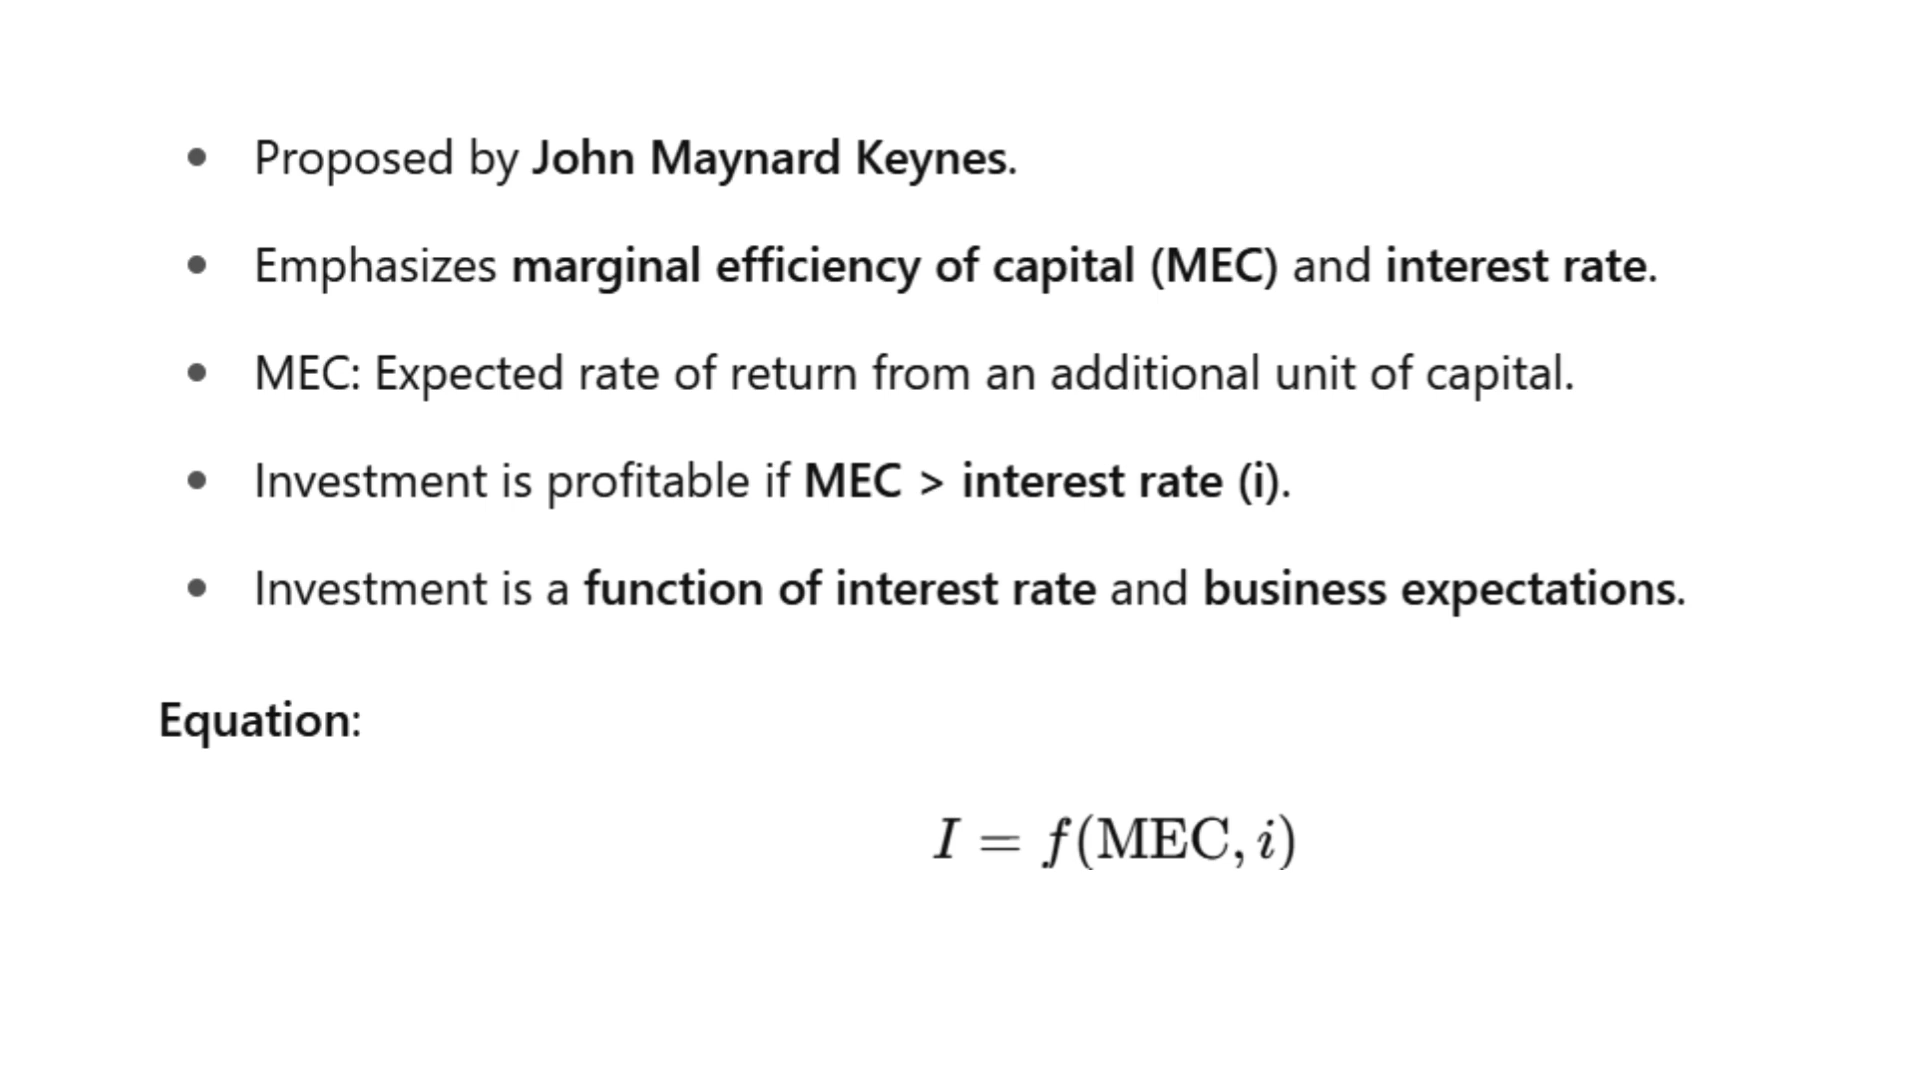 • Proposed by John Maynard Keynes.
• Emphasizes marginal efficiency of capital (MEC) and interest rate.
• MEC: Expected rate of return from an additional unit of capital.
• Investment is profitable if MEC > interest rate (i).
• Investment is a function of interest rate and business expectations.
Equation:
I = f(MEC, i)